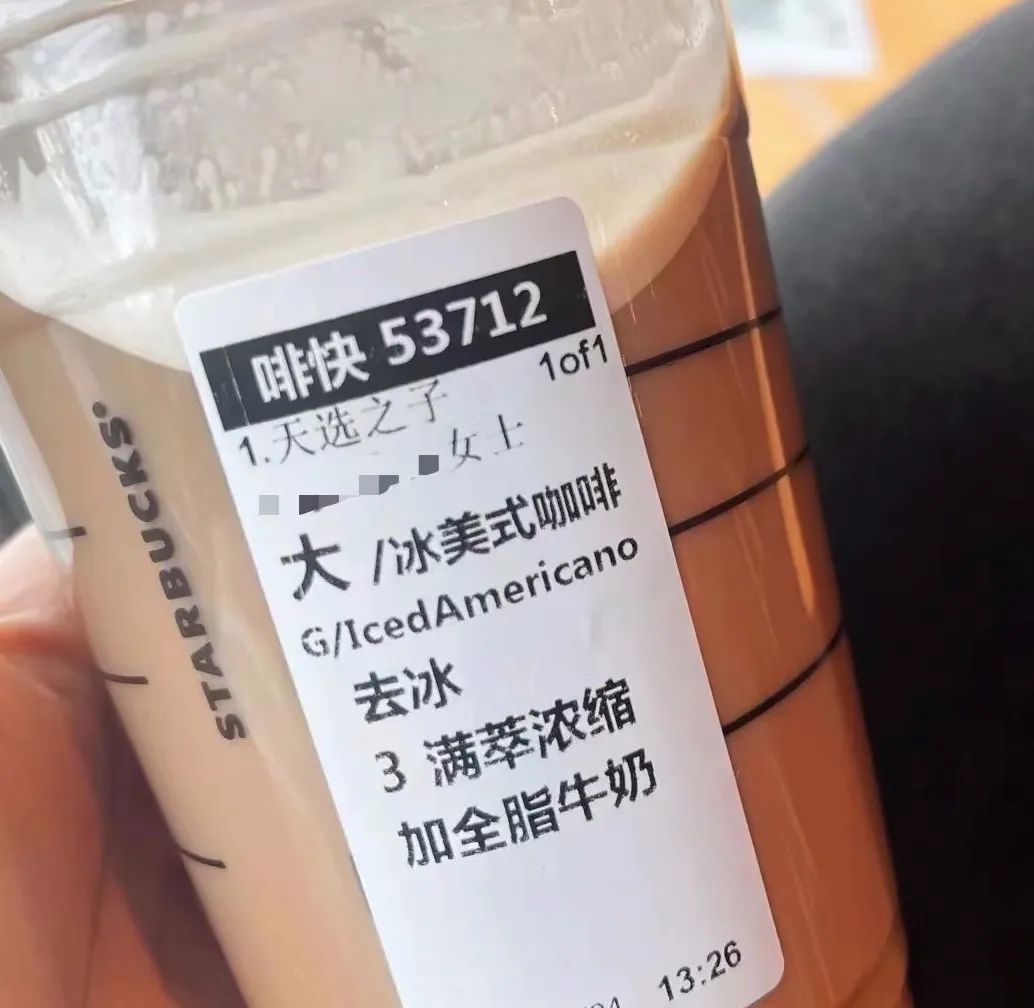 啡快 53712
1of1
1.天选之子
女士
大 /冰美式咖啡
G/IcedAmericano
去冰
3 满萃浓缩
加全脂牛奶
13:26
STARBUCKS®